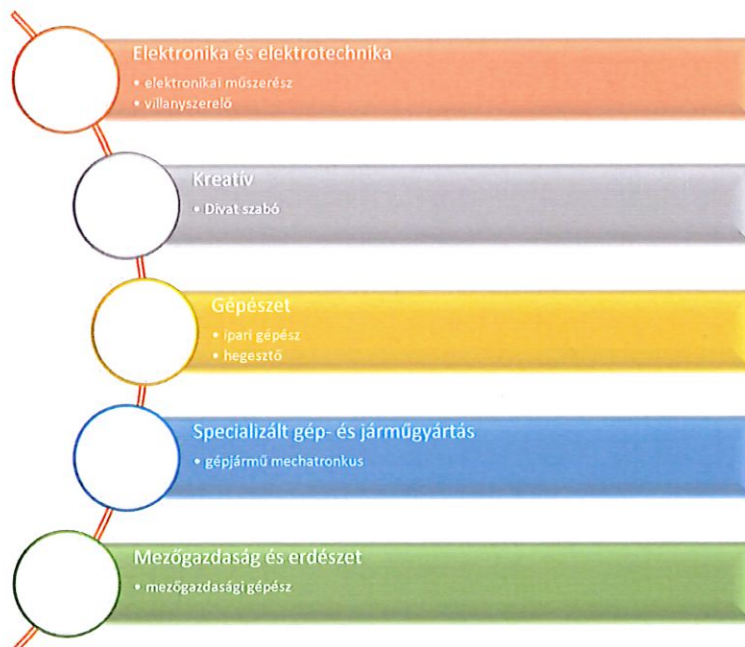 Elektronika és elektrotechnika
• elektronikai műszerész
• villanyszerelő
Kreatív
• Divat szabó
Gépészet
• ipari gépész
• hegesztő
Specializált gép- és járműgyártás
• gépjármű mechatronkus
Mezőgazdaság és erdészet
• mezőgazdasági gépész